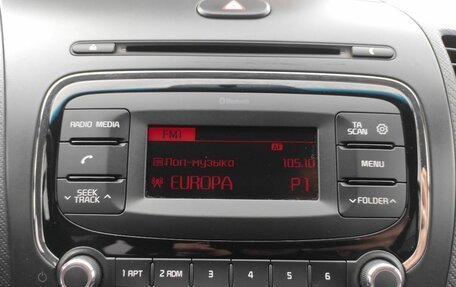 Bluetooth
RADIO MEDIA
TA
SCAN
FM1
AF
Поп-музыка 105.10
EUROPA P1
MENU
SEEK
TRACK
FOLDER
1 APT 2 RDM 3 4 5 6